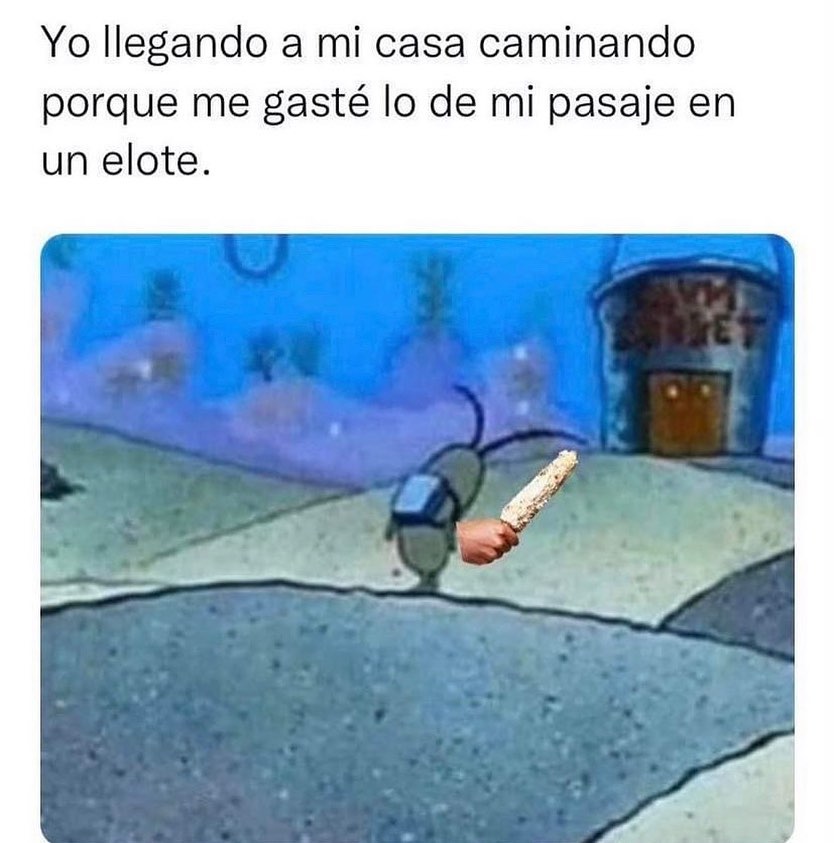 Yo llegando a mi casa caminando
porque me gasté lo de mi pasaje en
un elote.